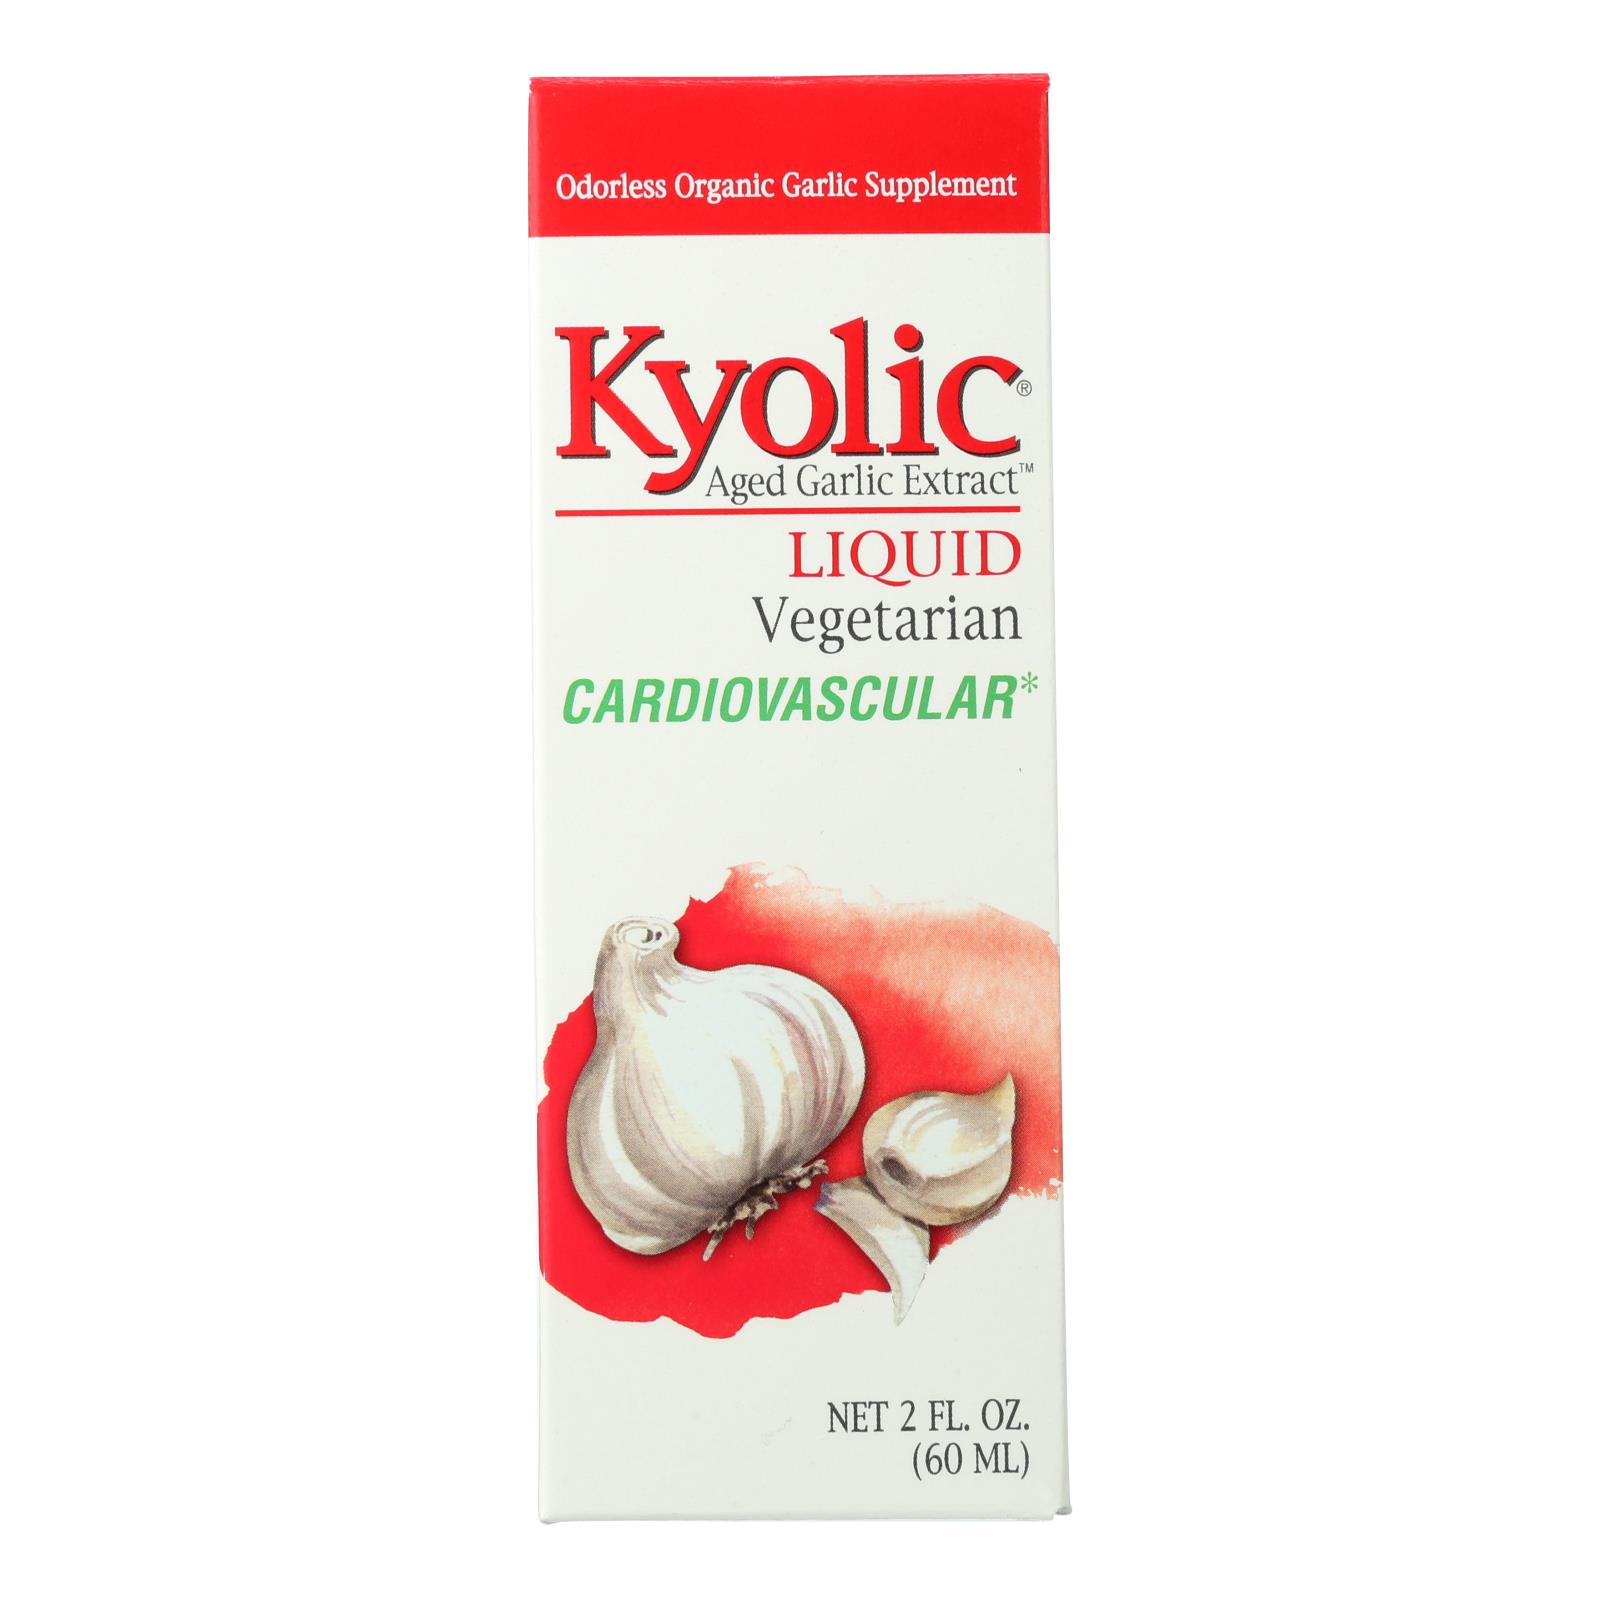 Odorless Organic Garlic Supplement
Kyolic®
Aged Garlic Extract™
LIQUID
Vegetarian
CARDIOVASCULAR*
NET 2 FL. OZ.
(60 ML)